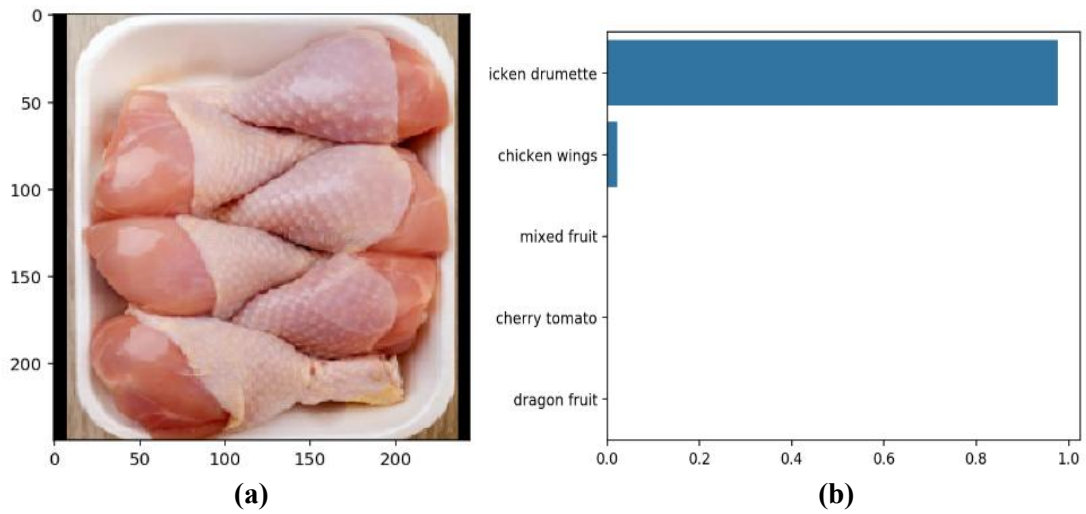 0
50
100
150
200
0 50 100 150 200
(a)
icken drumette
chicken wings
mixed fruit
cherry tomato
dragon fruit
0.0 0.2 0.4 0.6 0.8 1.0
(b)